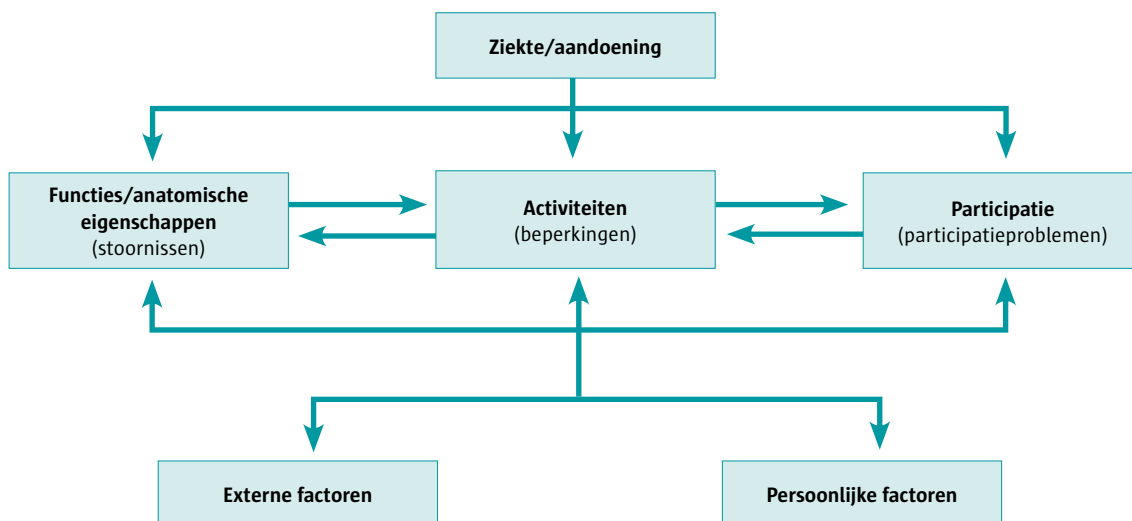 Ziekte/aandoening
Functies/anatomische
eigenschappen
(stoornissen)
Activiteiten
(beperkingen)
Participatie
(participatieproblemen)
Externe factoren
Persoonlijke factoren